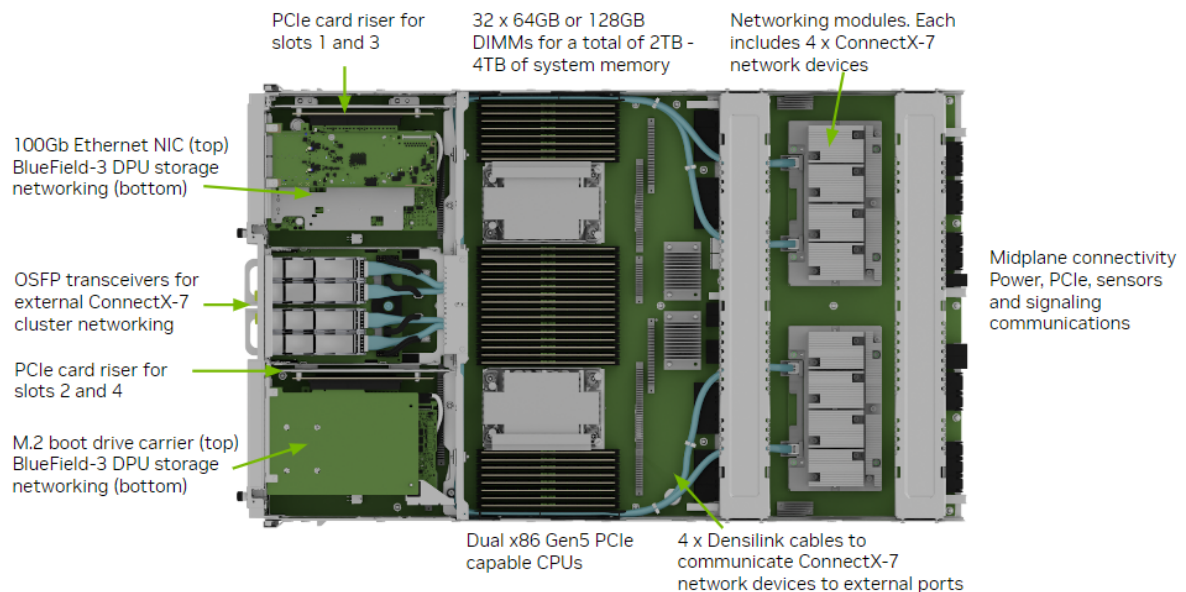 PCIe card riser for
slots 1 and 3
32 x 64GB or 128GB
DIMMs for a total of 2TB -
4TB of system memory
Networking modules. Each
includes 4 x ConnectX-7
network devices
100Gb Ethernet NIC (top)
BlueField-3 DPU storage
networking (bottom)
OSFP transceivers for
external ConnectX-7
cluster networking
PCIe card riser for
slots 2 and 4
M.2 boot drive carrier (top)
BlueField-3 DPU storage
networking (bottom)
Midplane connectivity
Power, PCIe, sensors
and signaling
communications
Dual x86 Gen5 PCIe
capable CPUs
4 x Densilink cables to
communicate ConnectX-7
network devices to external ports